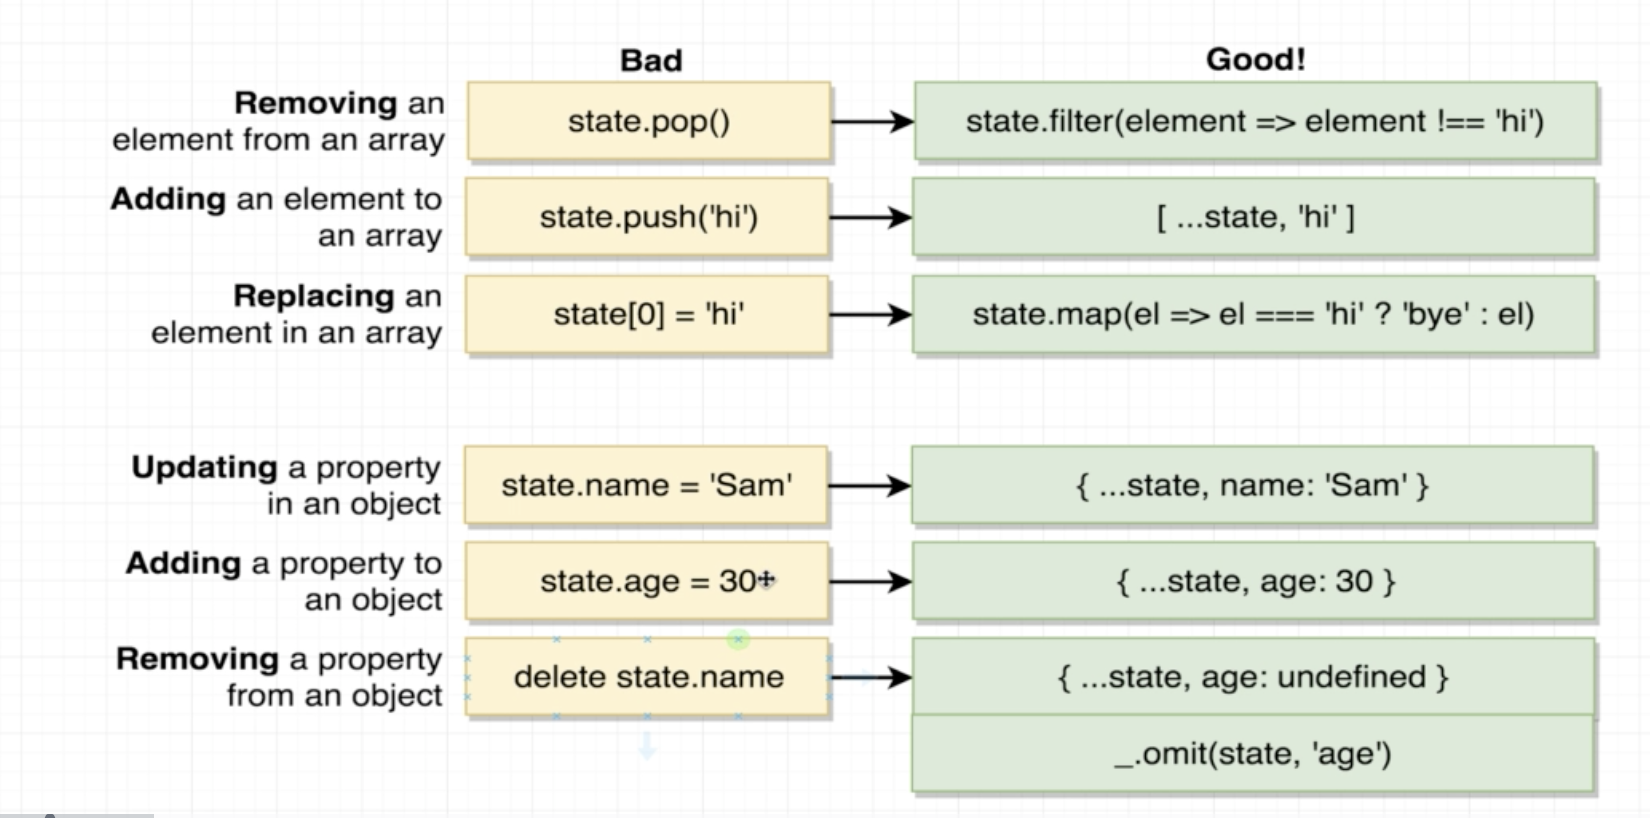 Bad
Good!
Removing an
element from an array
state.pop()
state.filter(element => element !== 'hi')
Adding an element to
an array
state.push('hi')
[ ...state, 'hi' ]
Replacing an
element in an array
state[0] = 'hi'
state.map(el => el === 'hi' ? 'bye' : el)
Updating a property
in an object
state.name = 'Sam'
{ ...state, name: 'Sam' }
Adding a property to
an object
state.age = 30
{ ...state, age: 30 }
Removing a property
from an object
delete state.name
{ ...state, age: undefined }
_.omit(state, 'age')